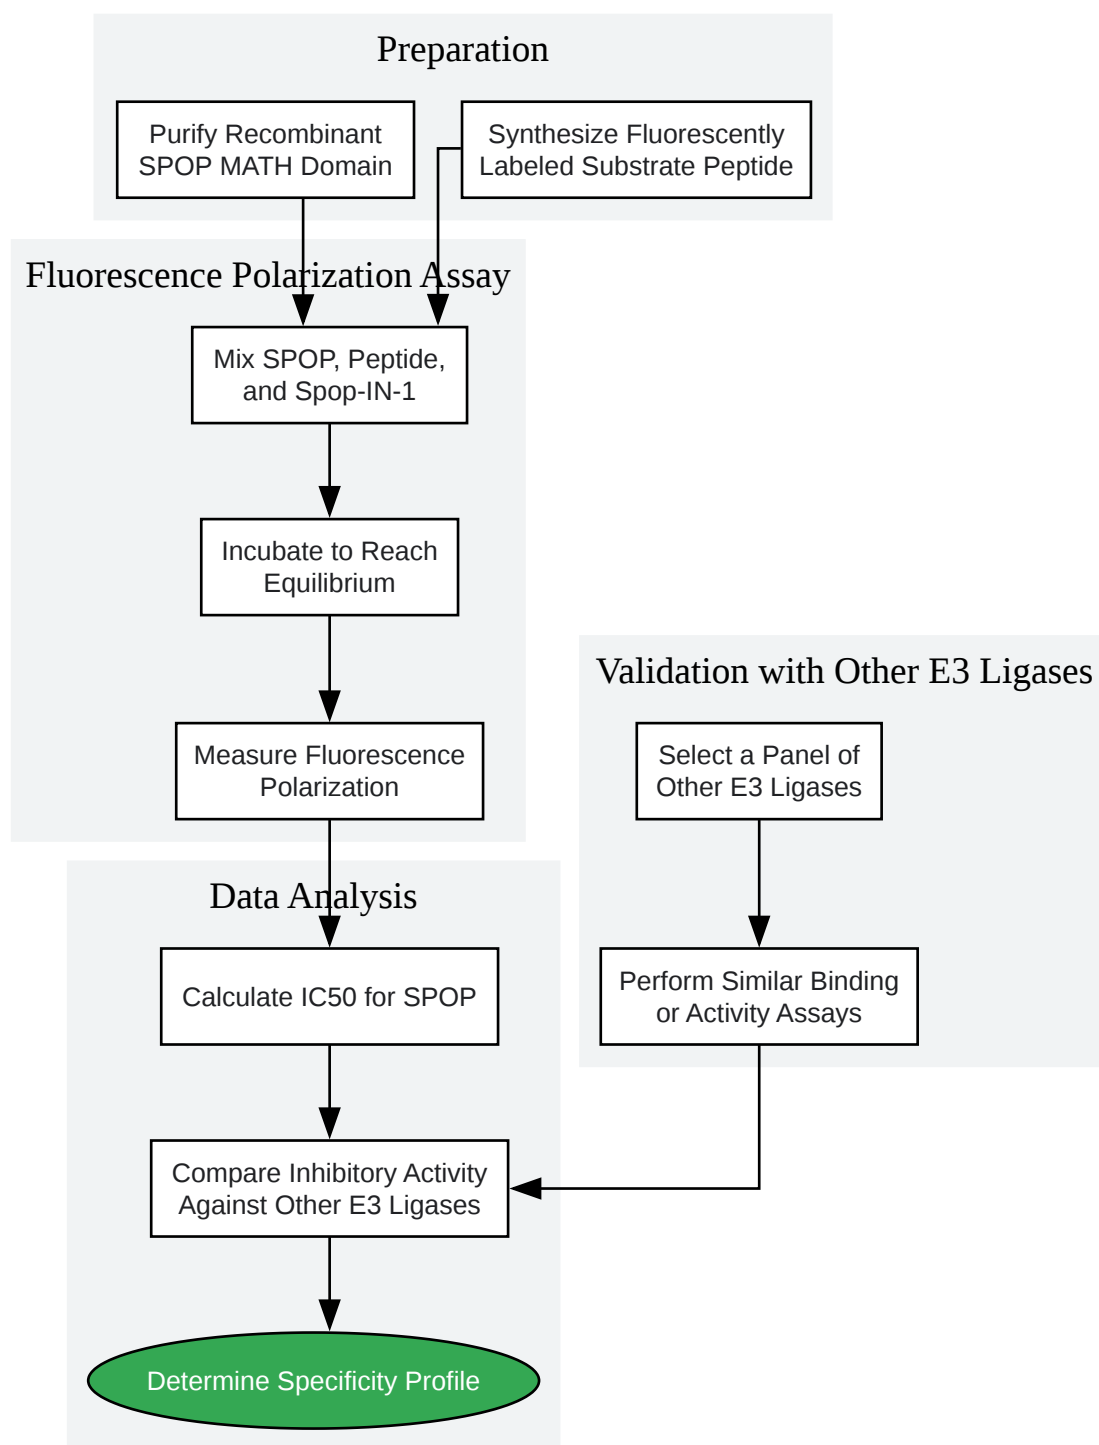 Preparation
Purify Recombinant
SPOP MATH Domain
Synthesize Fluorescently
Labeled Substrate Peptide
Fluorescence Polarization Assay
Mix SPOP, Peptide,
and Spop-IN-1
Incubate to Reach
Equilibrium
Measure Fluorescence
Polarization
Validation with Other E3 Ligases
Select a Panel of
Other E3 Ligases
Perform Similar Binding
or Activity Assays
Data Analysis
Calculate IC50 for SPOP
Compare Inhibitory Activity
Against Other E3 Ligases
Determine Specificity Profile